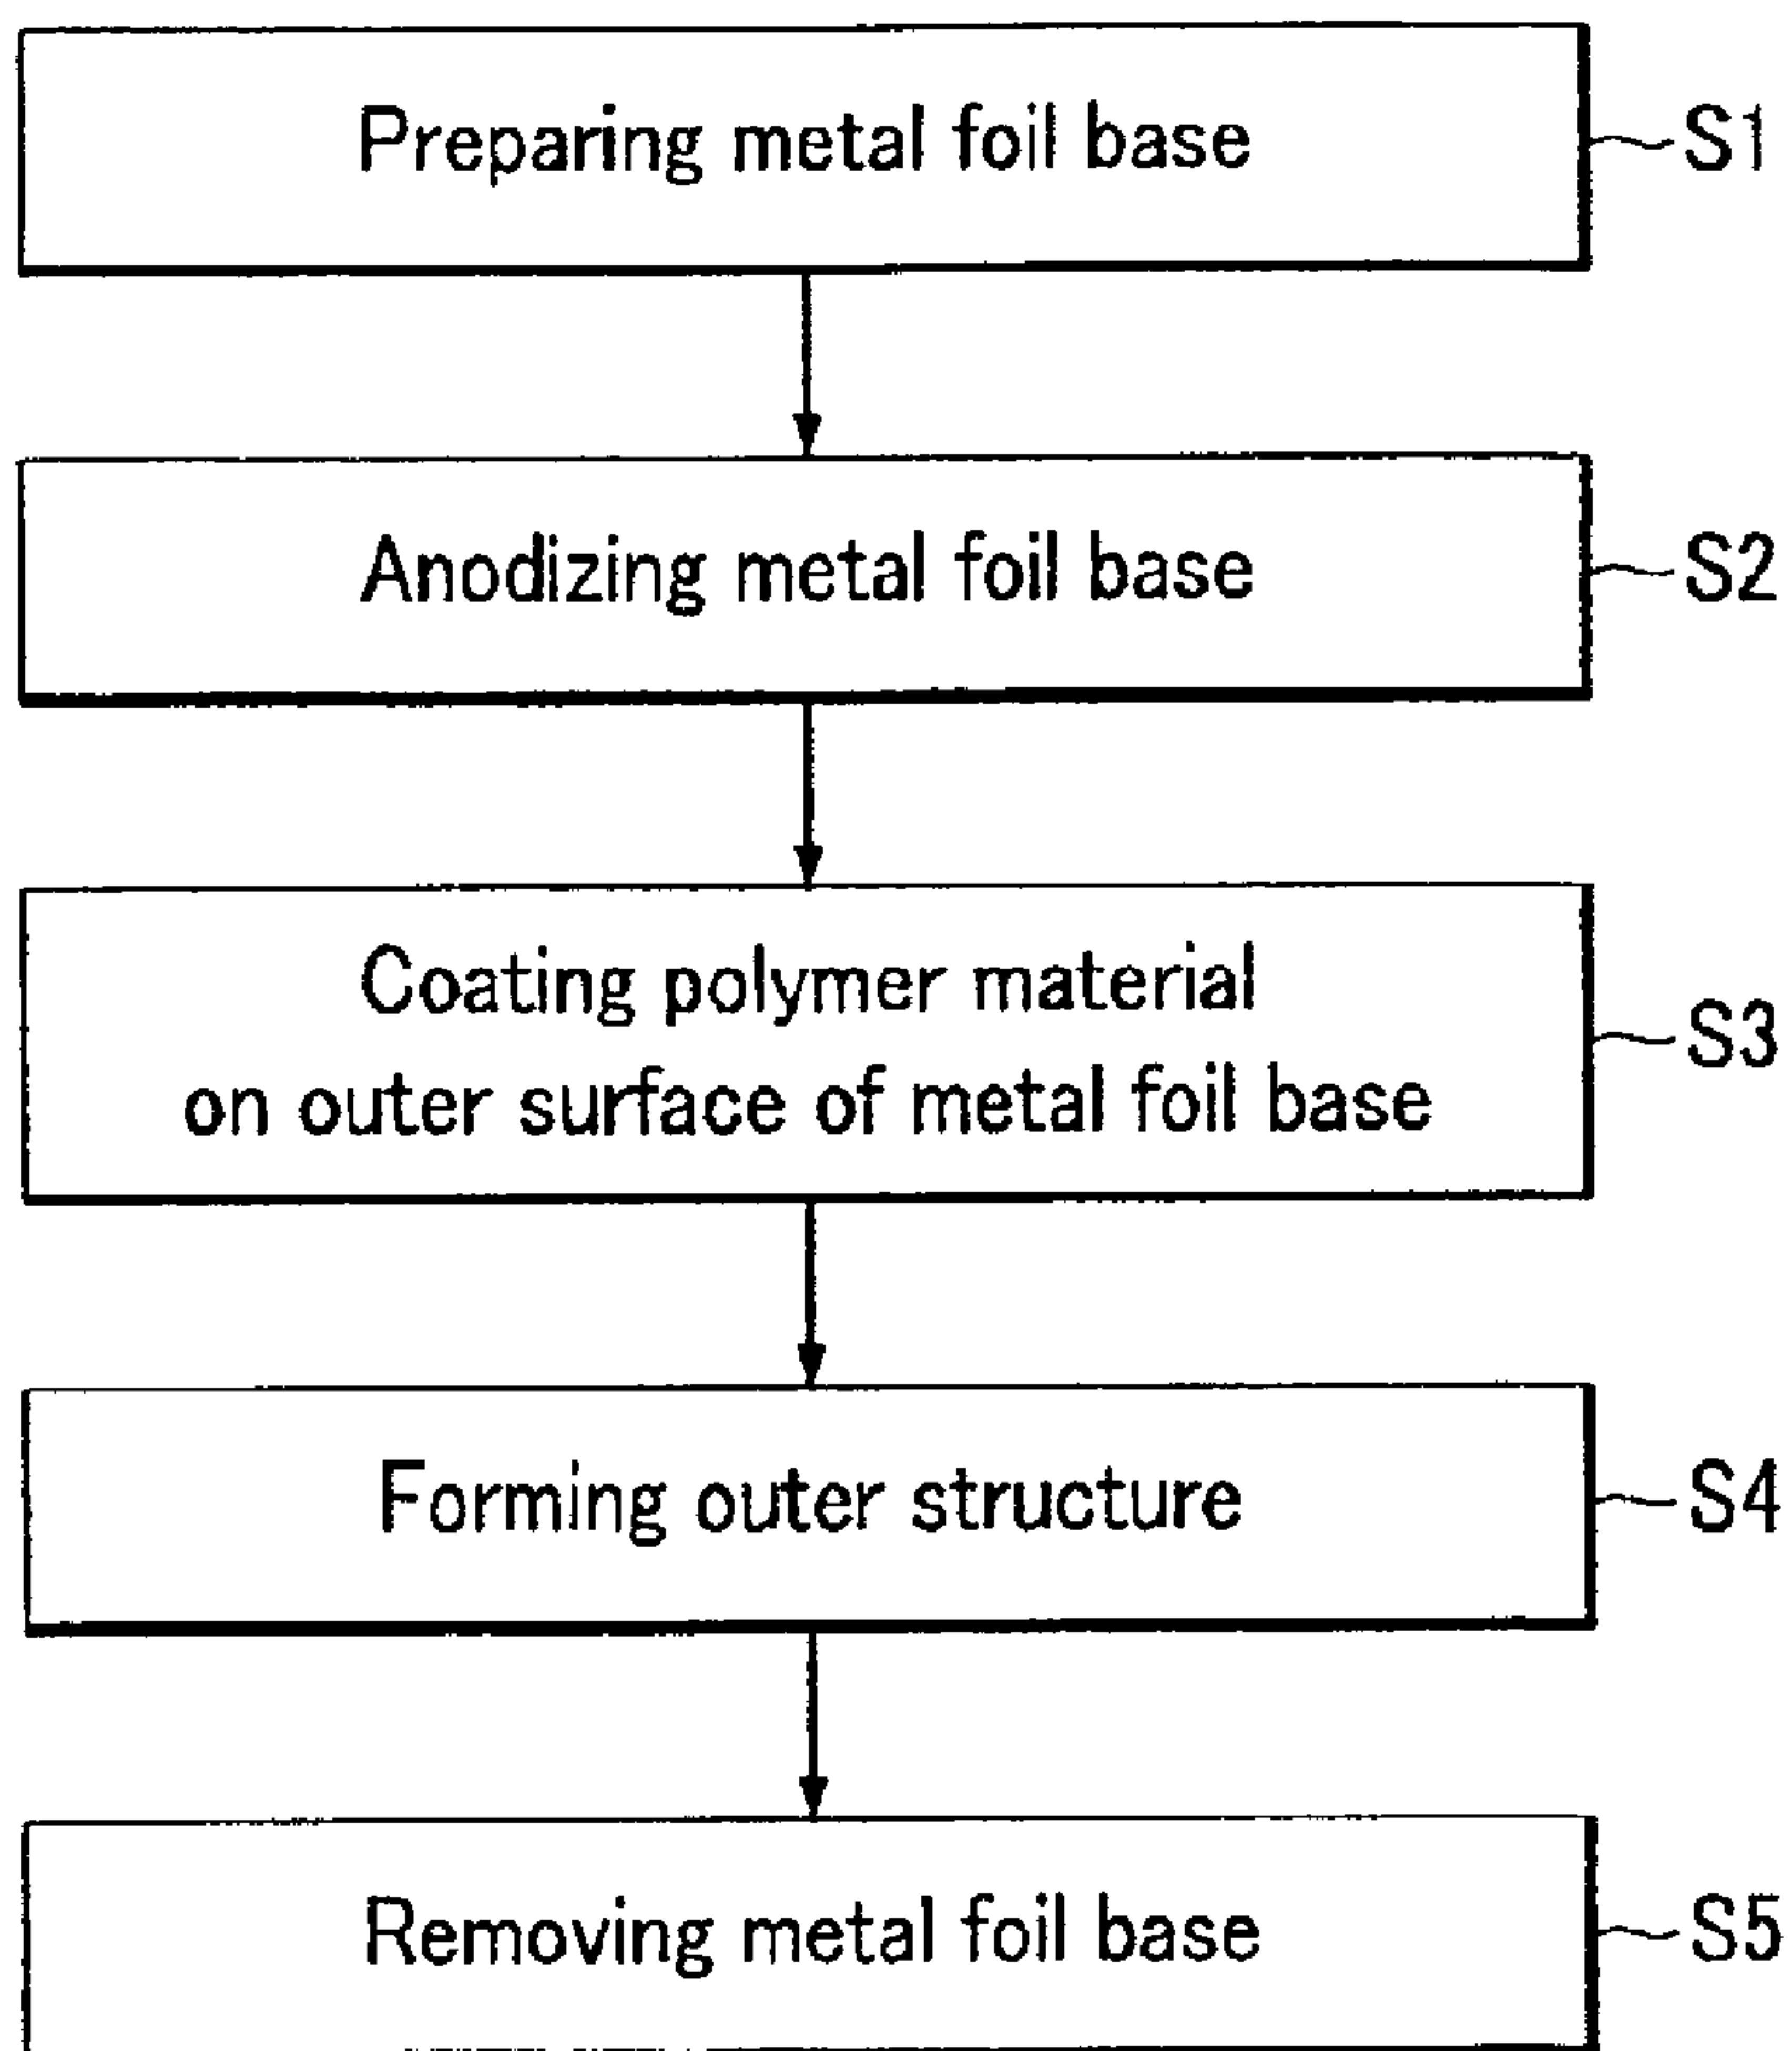 Preparing metal foil base
S1
Anodizing metal foil base
S2
Coating polymer material
on outer surface of metal foil base
S3
Forming outer structure
S4
Removing metal foil base
S5